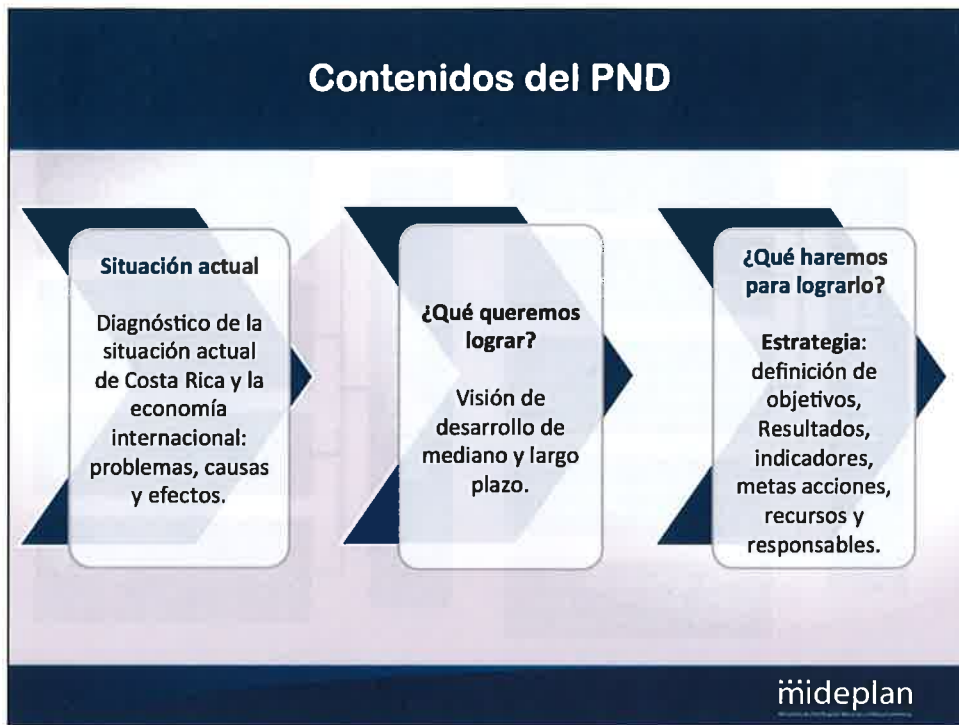 Contenidos del PND
Situación actual
Diagnóstico de la
situación actual
de Costa Rica y la
economía
internacional:
problemas, causas
y efectos.
¿Qué queremos
lograr?
Visión de
desarrollo de
mediano y largo
plazo.
¿Qué haremos
para lograrlo?
Estrategia:
definición de
objetivos,
Resultados,
indicadores,
metas acciones,
recursos y
responsables.
mideplan